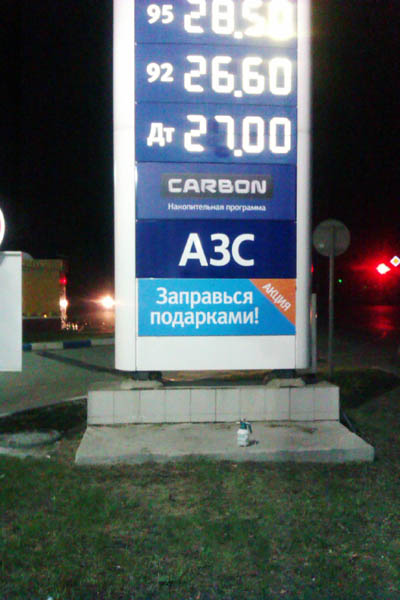 95 28.50
92 26.60
Дт 27.00
CARBON
Накопительная программа
АЗС
Заправься
подарками!
АКЦИЯ